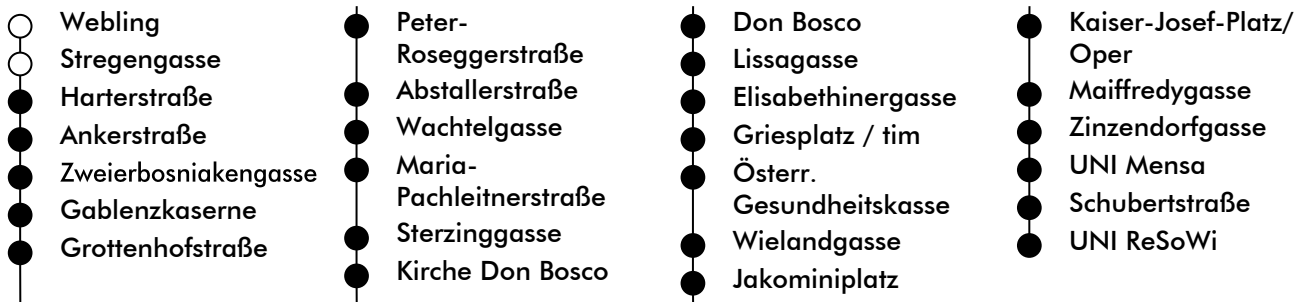 Webling
Stregengasse
Harterstraße
Ankerstraße
Zweierbosniakengasse
Gablenzkaserne
Grottenhofstraße
Peter-
Roseggerstraße
Abstallerstraße
Wachtelgasse
Maria-
Pachleitnerstraße
Sterzinggasse
Kirche Don Bosco
Don Bosco
Lissagasse
Elisabethinergasse
Griesplatz / tim
Österr.
Gesundheitskasse
Wielandgasse
Jakominiplatz
Kaiser-Josef-Platz/
Oper
Maiffredygasse
Zinzendorfgasse
UNI Mensa
Schubertstraße
UNI ReSoWi